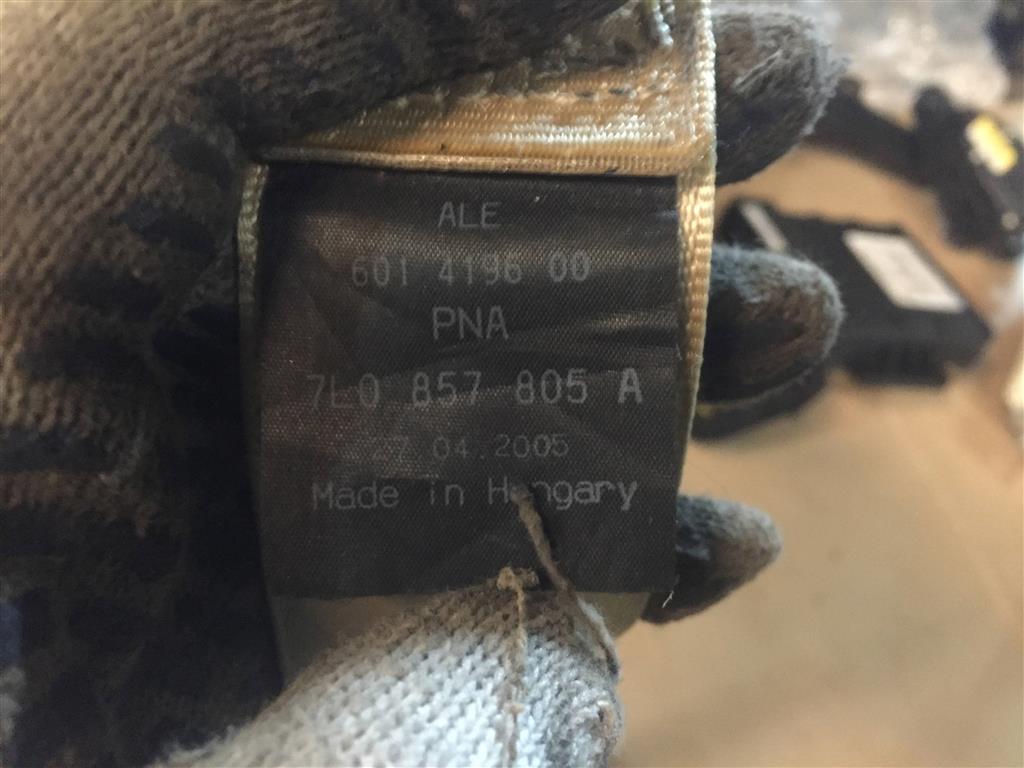 ALE
601 4196 00
PNA
7L0 857 805 A
27.04.2005
Made in Hungary